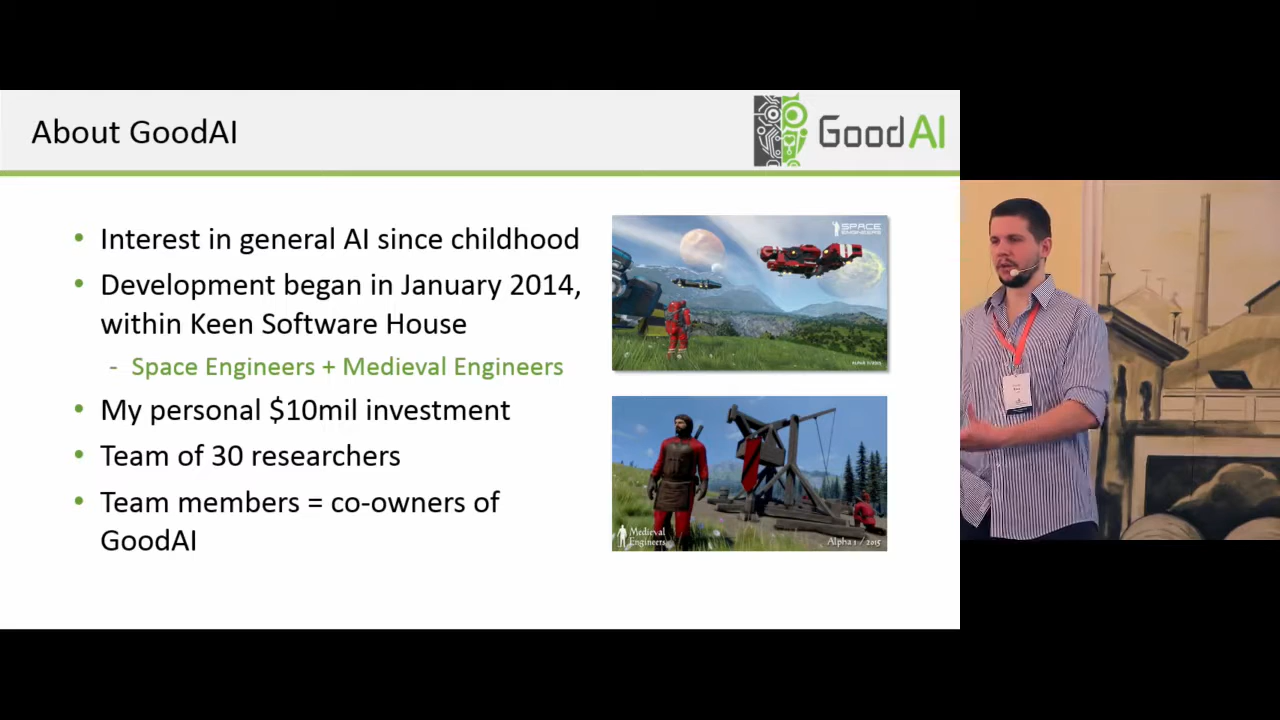 About GoodAI
GoodAI
• Interest in general AI since childhood
• Development began in January 2014,
within Keen Software House
- Space Engineers + Medieval Engineers
• My personal $10mil investment
• Team of 30 researchers
• Team members = co-owners of
GoodAI
SPACE
ENGINEERS
Medieval
Engineers
Alpha 1 / 2015